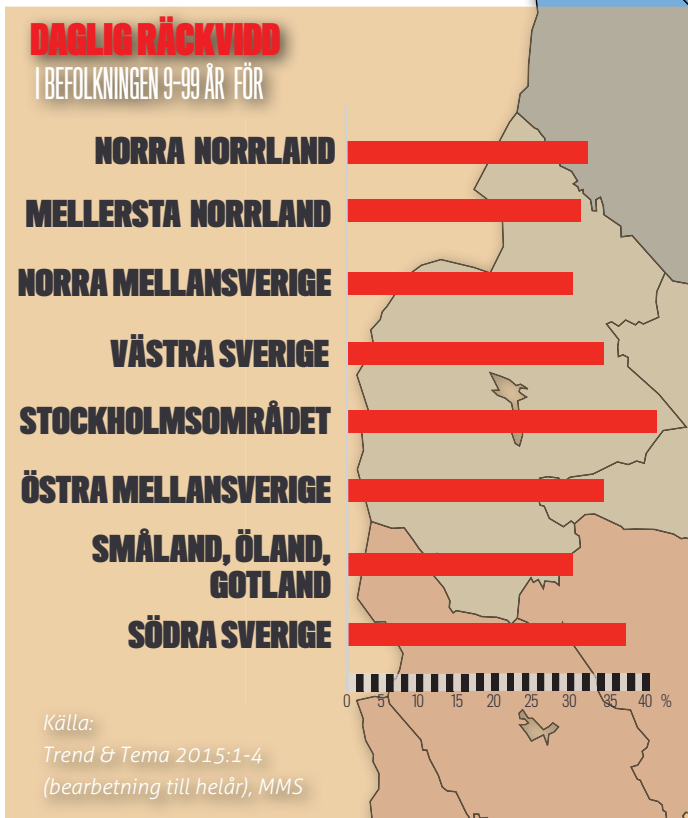 DAGLIG RÄCKVIDD
I BEFOLKNINGEN 9-99 ÅR FÖR
NORRA NORRLAND
MELLERSTA NORRLAND
NORRA MELLANSVERIGE
VÄSTRA SVERIGE
STOCKHOLMSOMRÅDET
ÖSTRA MELLANSVERIGE
SMÅLAND, ÖLAND,
GOTLAND
SÖDRA SVERIGE
0 5 10 15 20 25 30 35 40 %
Källa:
Trend & Tema 2015:1-4
(bearbetning till helår), MMS